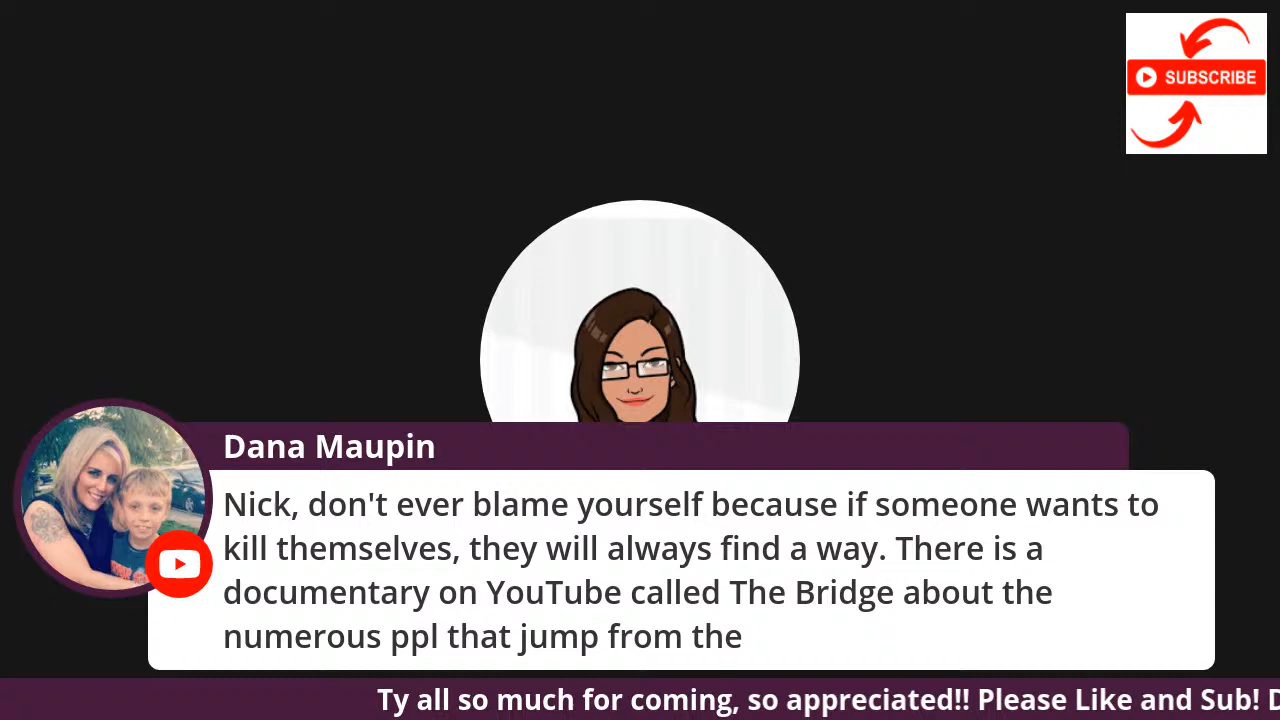 SUBSCRIBE
Dana Maupin
Nick, don't ever blame yourself because if someone wants to
kill themselves, they will always find a way. There is a
documentary on YouTube called The Bridge about the
numerous ppl that jump from the
Ty all so much for coming, so appreciated!! Please Like and Sub! D